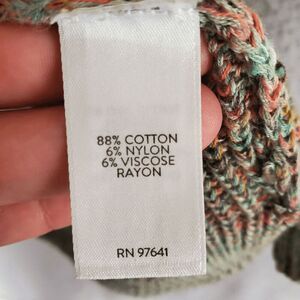 88% COTTON
6% NYLON
6% VISCOSE
RAYON
RN 97641